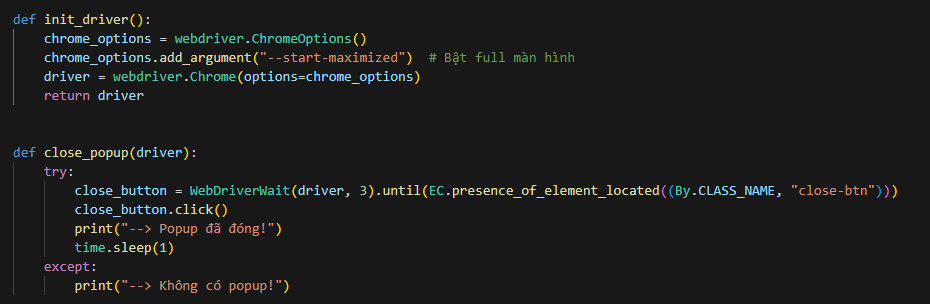 def init_driver():
    chrome_options = webdriver.ChromeOptions()
    chrome_options.add_argument("--start-maximized")  # Bật full màn hình
    driver = webdriver.Chrome(options=chrome_options)
    return driver
def close_popup(driver):
    try:
        close_button = WebDriverWait(driver, 3).until(EC.presence_of_element_located((By.CLASS_NAME, "close-btn")))
        close_button.click()
        print("--> Popup đã đóng!")
        time.sleep(1)
    except:
        print("--> Không có popup!")